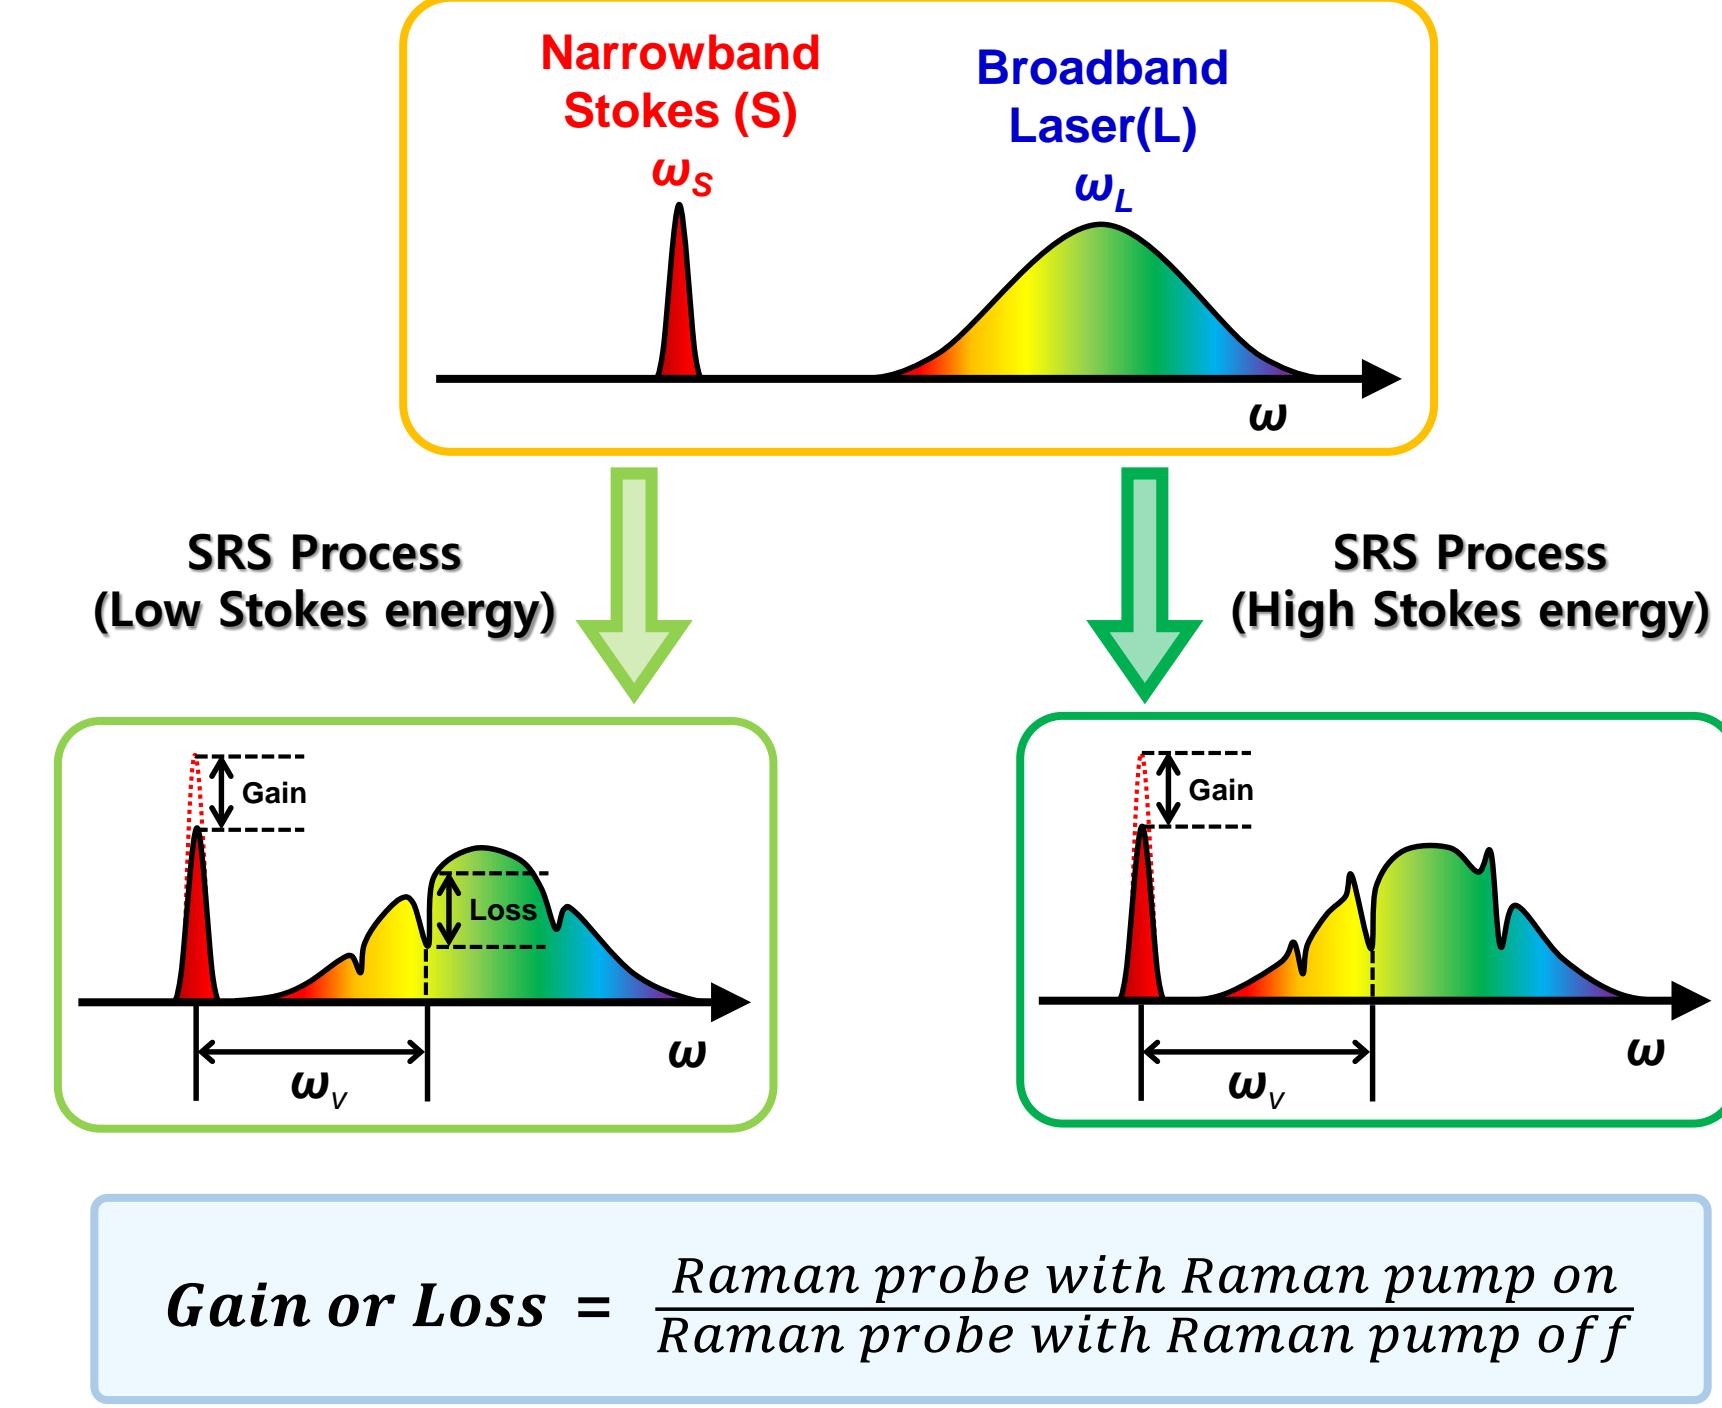 Narrowband
Stokes (S)
ωS
Broadband
Laser(L)
ωL
ω
SRS Process
(Low Stokes energy)
SRS Process
(High Stokes energy)
Gain
Loss
ω
ωv
Gain
ω
ωv
Gain or Loss = Raman probe with Raman pump on
Raman probe with Raman pump off